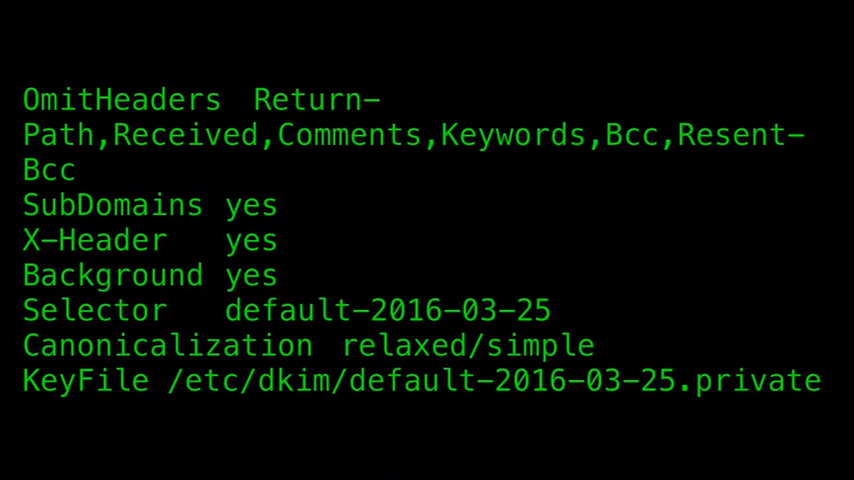 OmitHeaders Return-
Path,Received,Comments,Keywords,Bcc,Resent-
Bcc
SubDomains yes
X-Header yes
Background yes
Selector default-2016-03-25
Canonicalization relaxed/simple
KeyFile /etc/dkim/default-2016-03-25.private